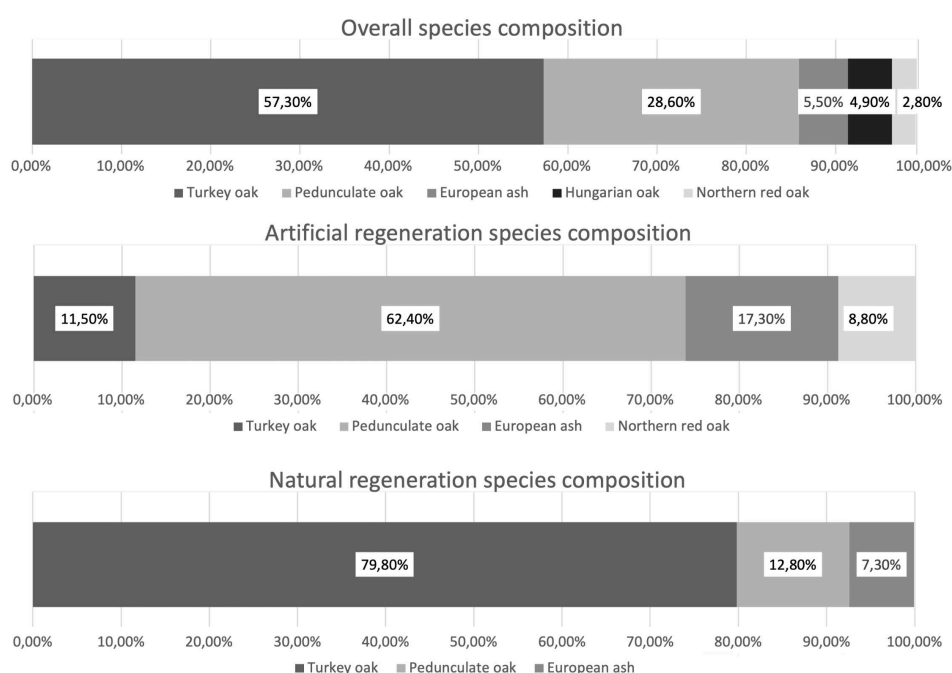 Overall species composition
57,30% 28,60% 5,50% 4,90% 2,80%
0,00% 10,00% 20,00% 30,00% 40,00% 50,00% 60,00% 70,00% 80,00% 90,00% 100,00%
Turkey oak Pedunculate oak European ash Hungarian oak Northern red oak
Artificial regeneration species composition
11,50% 62,40% 17,30% 8,80%
0,00% 10,00% 20,00% 30,00% 40,00% 50,00% 60,00% 70,00% 80,00% 90,00% 100,00%
Turkey oak Pedunculate oak European ash Northern red oak
Natural regeneration species composition
79,80% 12,80% 7,30%
0,00% 10,00% 20,00% 30,00% 40,00% 50,00% 60,00% 70,00% 80,00% 90,00% 100,00%
Turkey oak Pedunculate oak European ash